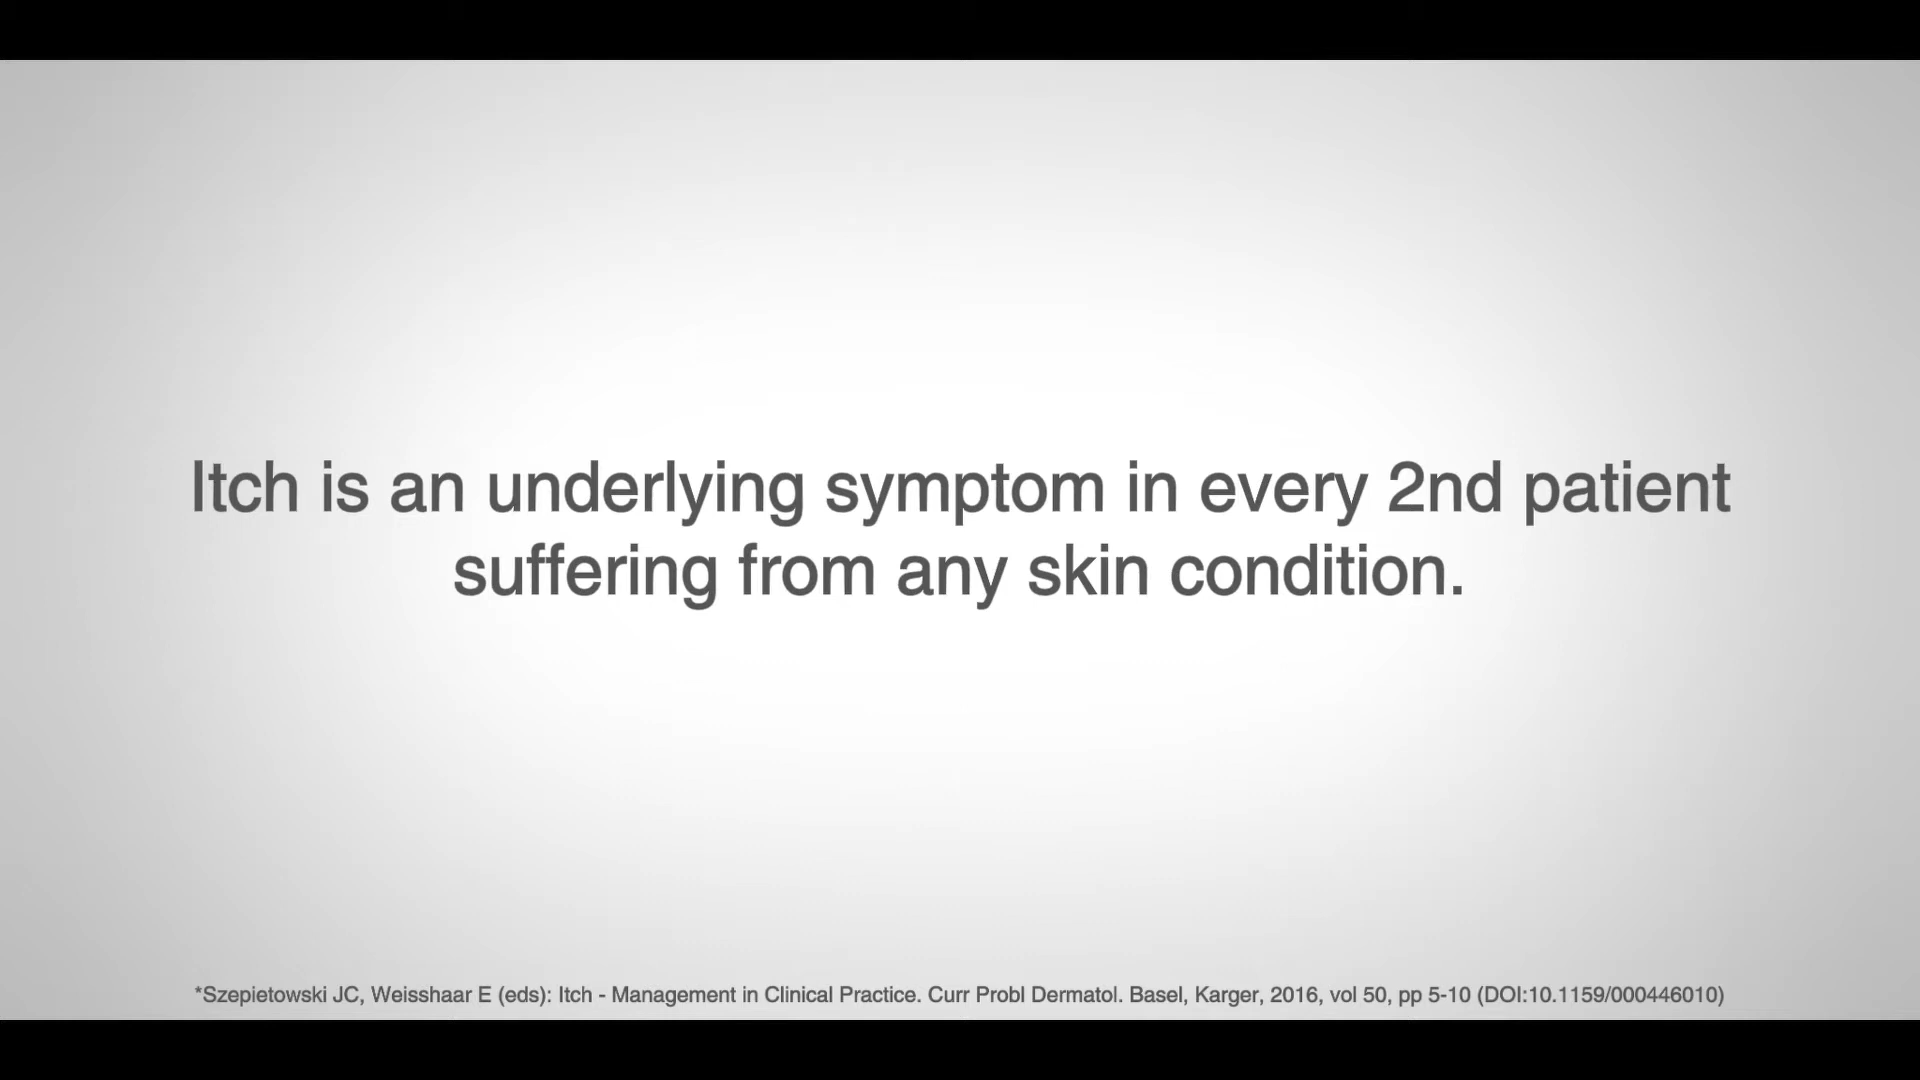 Itch is an underlying symptom in every 2nd patient
suffering from any skin condition.
*Szepietowski JC, Weisshaar E (eds): Itch - Management in Clinical Practice. Curr Probl Dermatol. Basel, Karger, 2016, vol 50, pp 5-10 (DOI:10.1159/000446010)